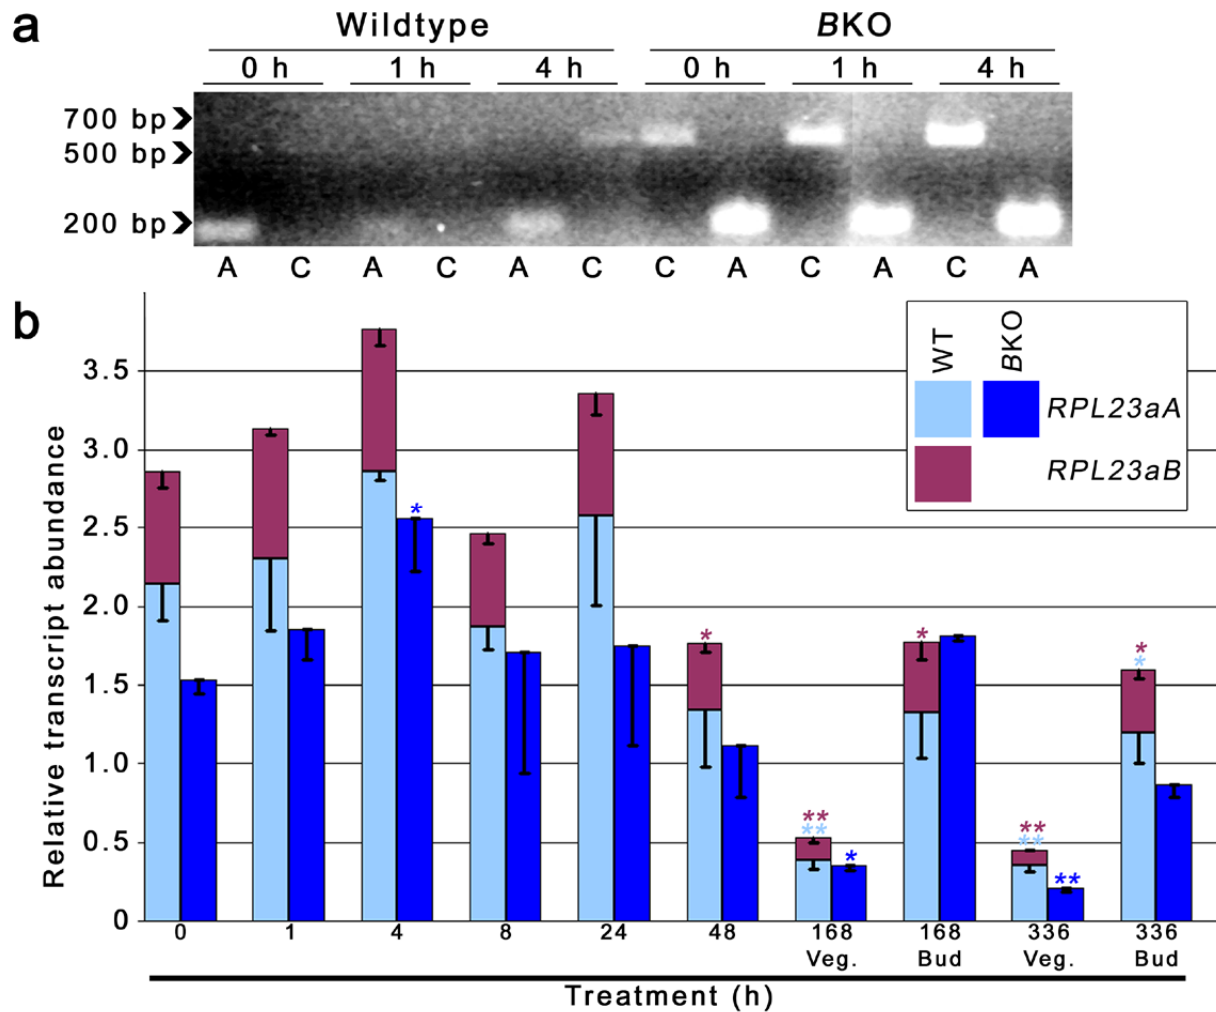 a
Wildtype BKO
0 h 1 h 4 h 0 h 1 h 4 h
700 bp
500 bp
200 bp
A C A C A C C A C A C A
b
WT BKO
RPL23aA
RPL23aB
Relative transcript abundance
3.5
3.0
2.5
*
2.0
* * *
*
1.5
1.0
** **
** **
0.5
* **
0
0 1 4 8 24 48 168 168 336 336
Veg. Bud Veg. Bud
Treatment (h)